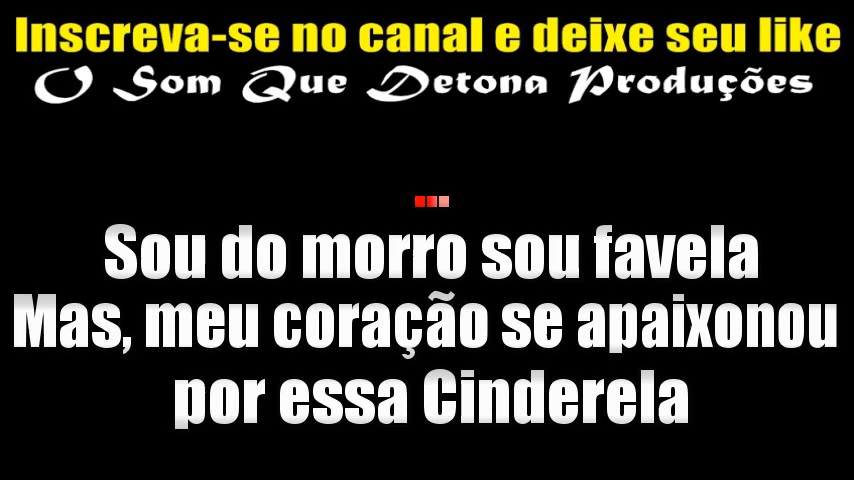 Inscreva-se no canal e deixe seu like
O Som Que Detona Produções
Sou do morro sou favela
Mas, meu coração se apaixonou
por essa Cinderela